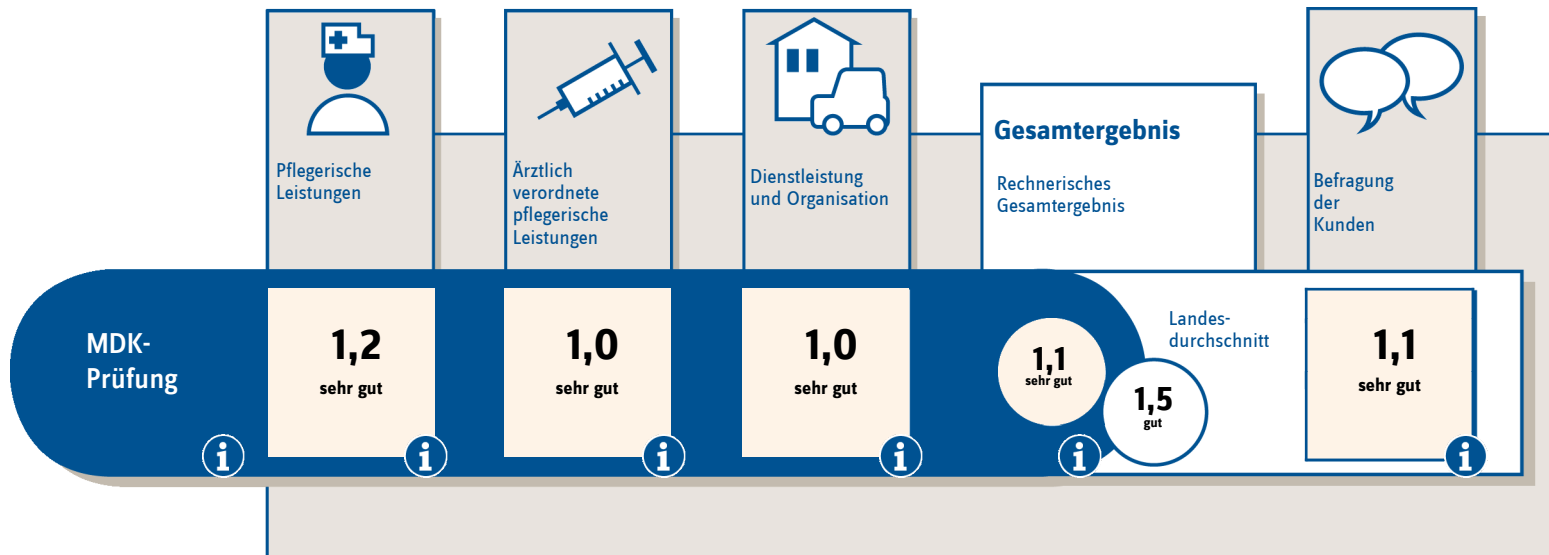 Pflegerische
Leistungen
Ärztlich
verordnete
pflegerische
Leistungen
Dienstleistung
und Organisation
Gesamtergebnis
Rechnerisches
Gesamtergebnis
Befragung
der
Kunden
MDK-
Prüfung
1,2
sehr gut
1,0
sehr gut
1,0
sehr gut
1,1
sehr gut
Landes-
durchschnitt
1,5
gut
1,1
sehr gut
i
i
i
i
i
i